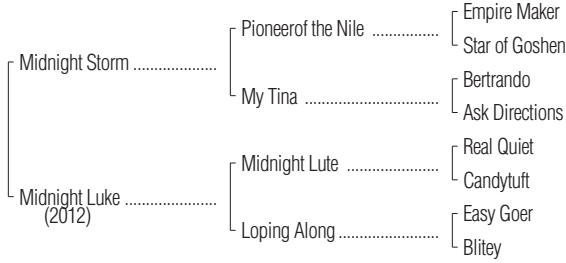 Midnight Storm ....................
Midnight Luke ......................
(2012)
Pioneerof the Nile ................
My Tina ................................
Midnight Lute ......................
Loping Along ........................
Empire Maker
Star of Goshen
Bertrando
Ask Directions
Real Quiet
Candytuft
Easy Goer
Blitey